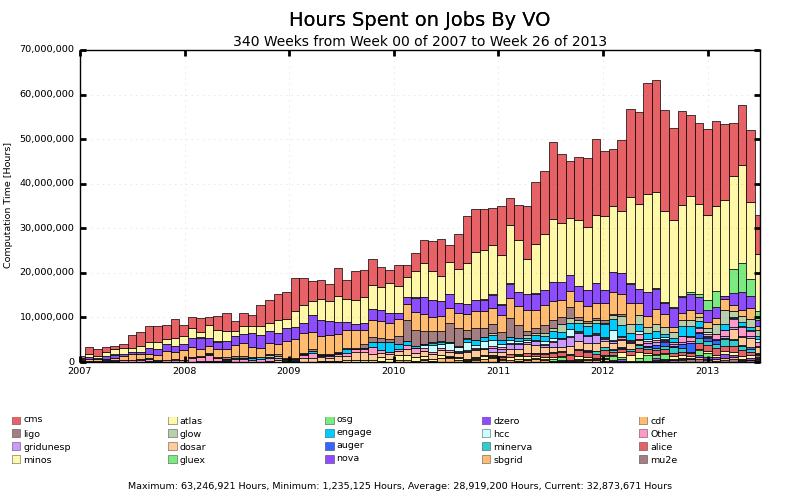 Hours Spent on Jobs By VO
340 Weeks from Week 00 of 2007 to Week 26 of 2013
Computation Time [Hours]
70,000,000
60,000,000
50,000,000
40,000,000
30,000,000
20,000,000
10,000,000
0
2007 2008 2009 2010 2011 2012 2013
cms atlas osg dzero cdf
ligo glow engage hcc Other
gridunesp dosar auger minerva alice
minos gluex nova sbgrid mu2e
Maximum: 63,246,921 Hours, Minimum: 1,235,125 Hours, Average: 28,919,200 Hours, Current: 32,873,671 Hours